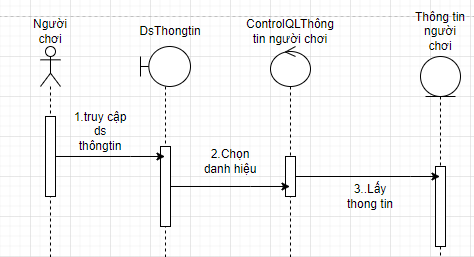 Người
chơi
DsThongtin
ControlQLThông
tin người chơi
Thông tin
người
chơi
1.truy cập
ds
thôngtin
2.Chọn
danh hiệu
3..Lấy
thong tin